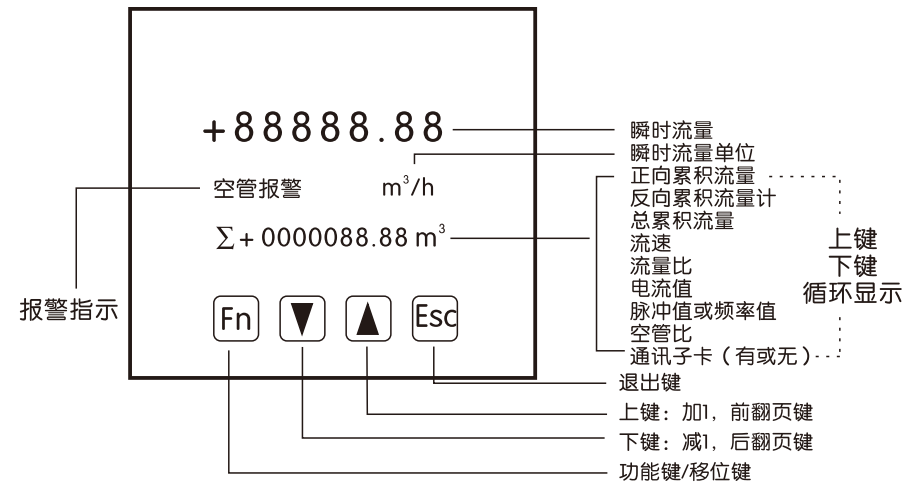 +88888.88
空管报警
m³/h
∑+0000088.88 m³
Fn
Esc
报警指示
瞬时流量
瞬时流量单位
正向累积流量
反向累积流量计
总累积流量
流速
流量比
电流值
脉冲值或频率值
空管比
通讯子卡（有或无）
上键
下键
循环显示
退出键
上键：加1，前翻页键
下键：减1，后翻页键
功能键/移位键